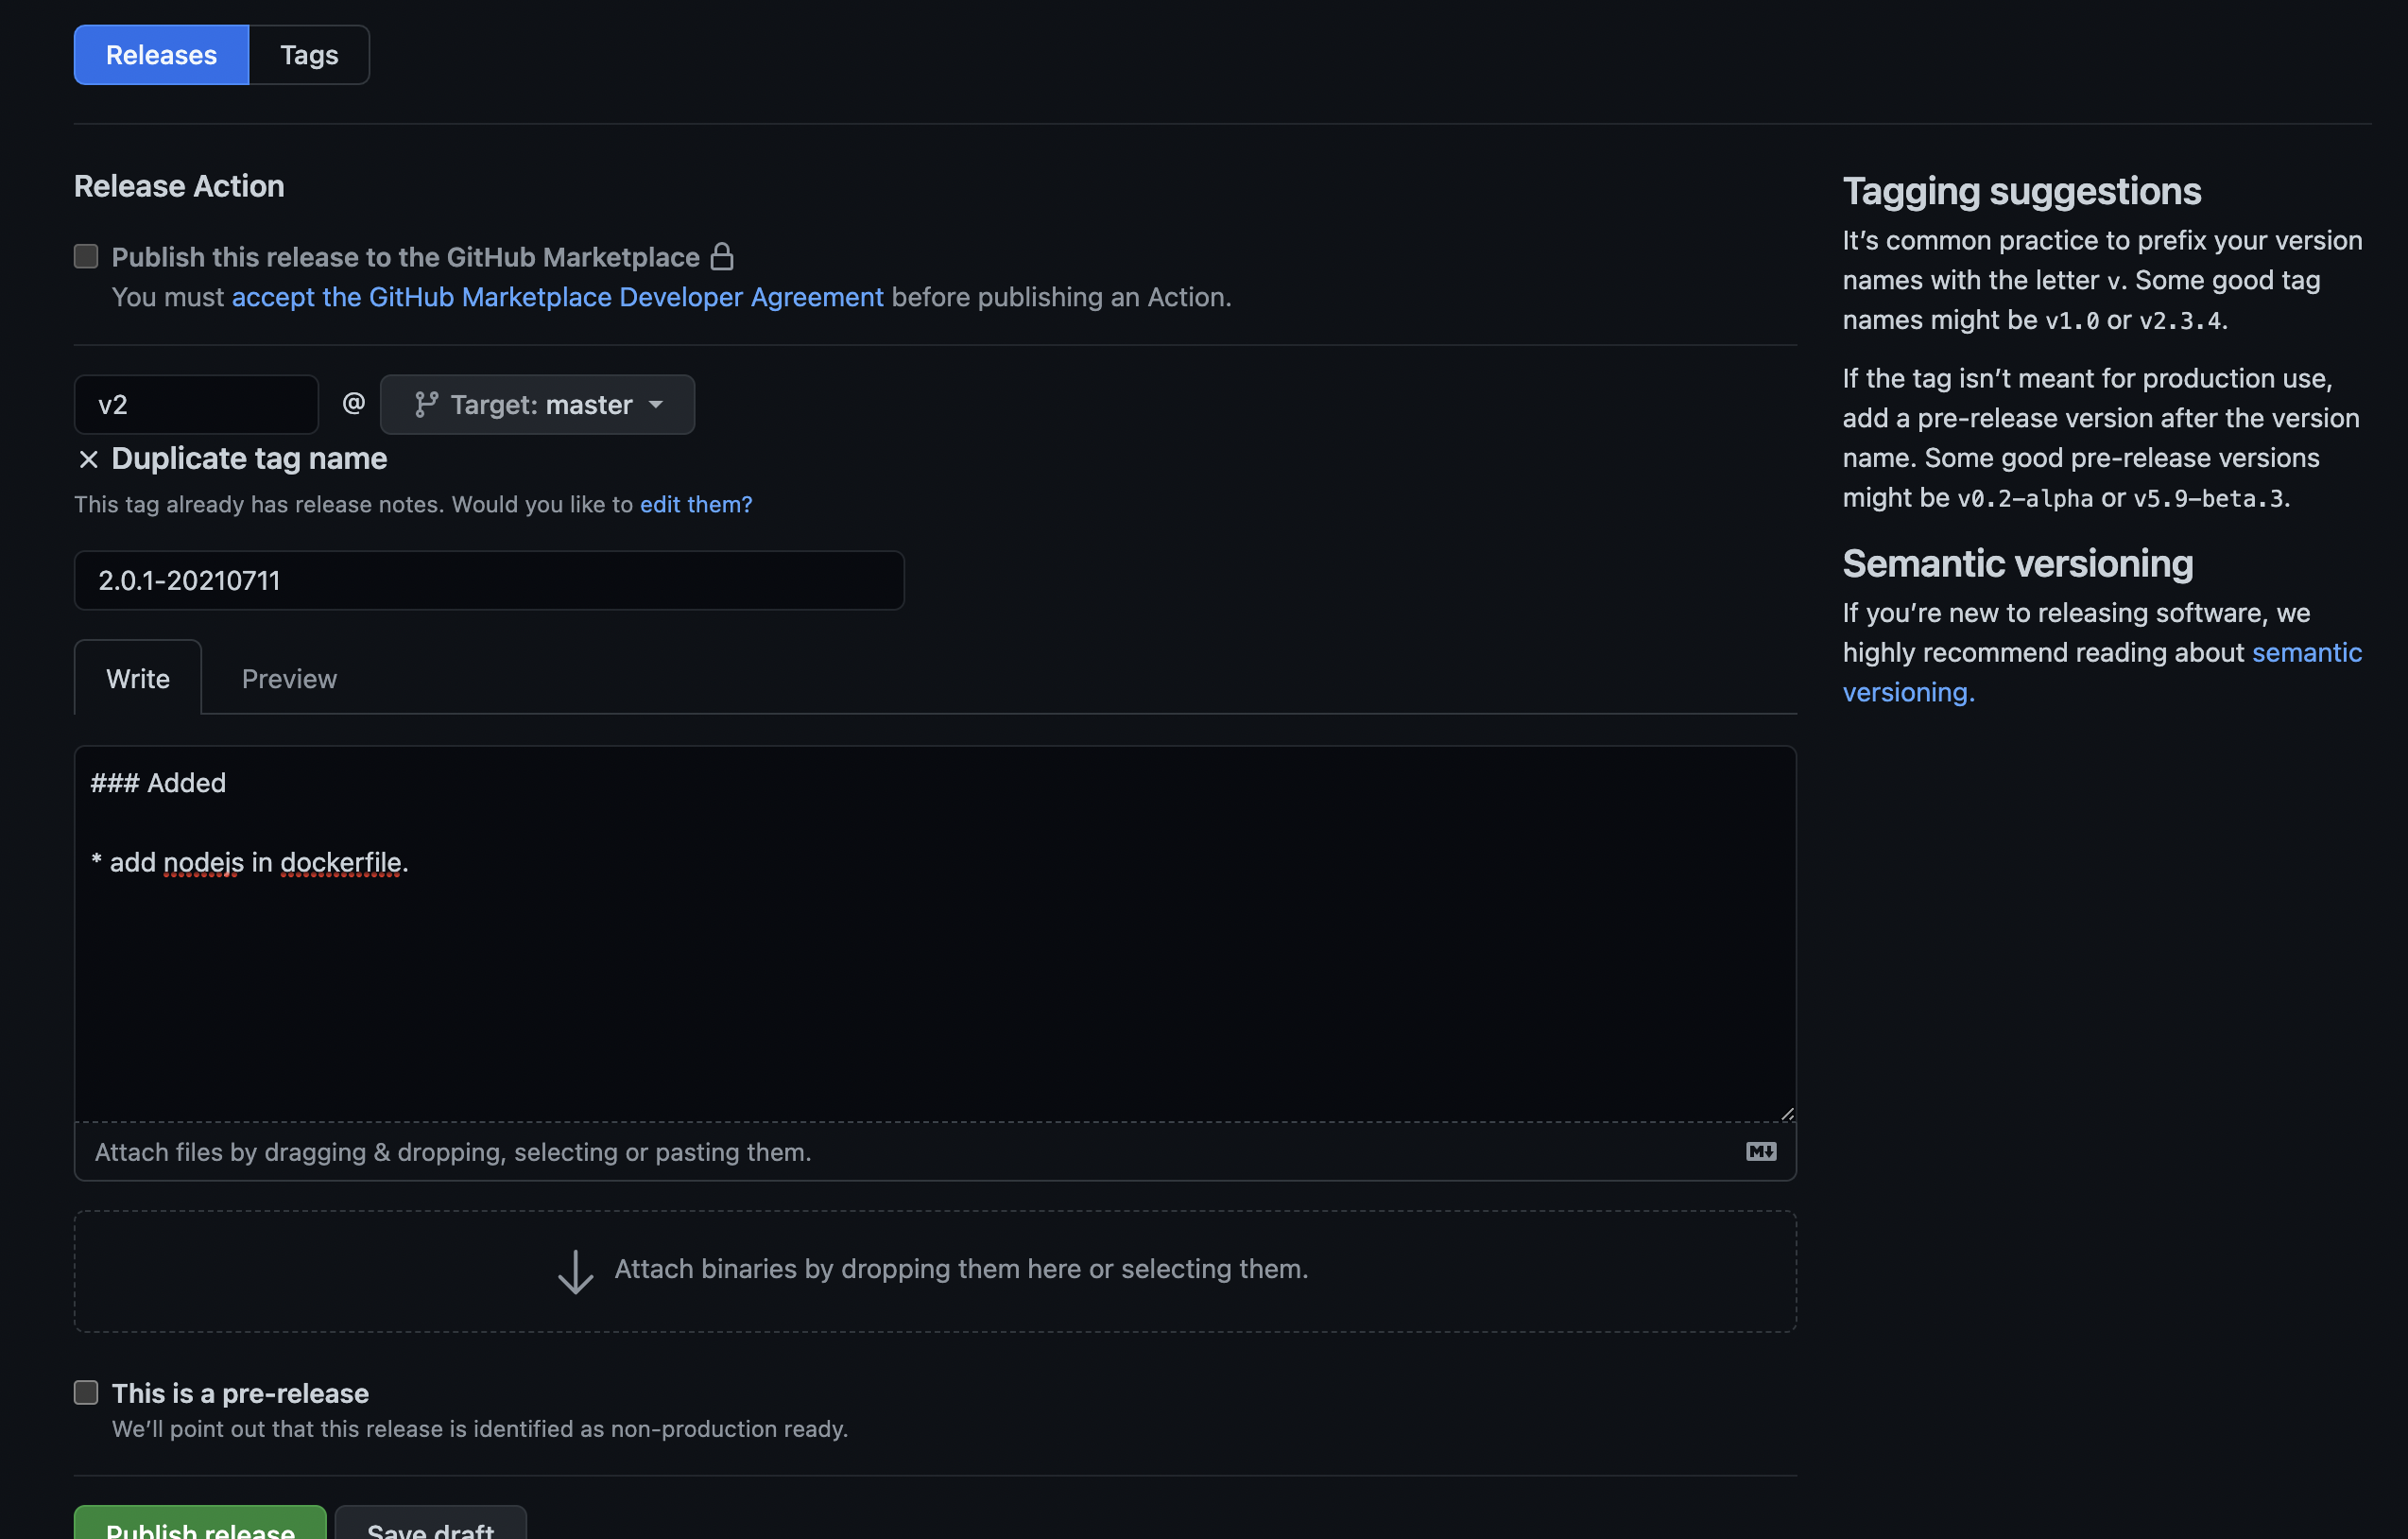 Releases
Tags
Release Action
Publish this release to the GitHub Marketplace
You must accept the GitHub Marketplace Developer Agreement before publishing an Action.
v2
@
Target: master
Duplicate tag name
This tag already has release notes. Would you like to edit them?
2.0.1-20210711
Write
Preview
### Added
* add nodejs in dockerfile.
Attach files by dragging & dropping, selecting or pasting them.
Attach binaries by dropping them here or selecting them.
This is a pre-release
We’ll point out that this release is identified as non-production ready.
Publish release
Save draft
Tagging suggestions
It’s common practice to prefix your version
names with the letter v. Some good tag
names might be v1.0 or v2.3.4.
If the tag isn’t meant for production use,
add a pre-release version after the version
name. Some good pre-release versions
might be v0.2-alpha or v5.9-beta.3.
Semantic versioning
If you’re new to releasing software, we
highly recommend reading about semantic
versioning.